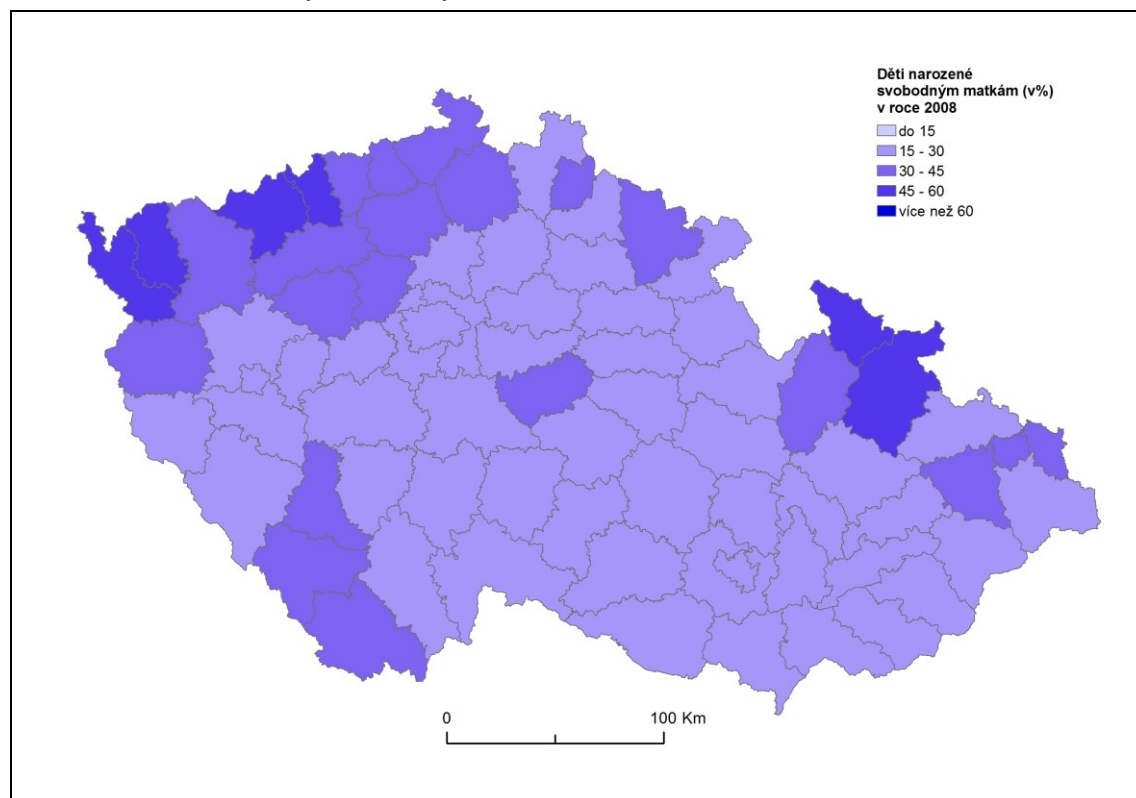 Děti narozené
svobodným matkám (v%)
v roce 2008
do 15
15 - 30
30 - 45
45 - 60
více než 60
0
100 Km